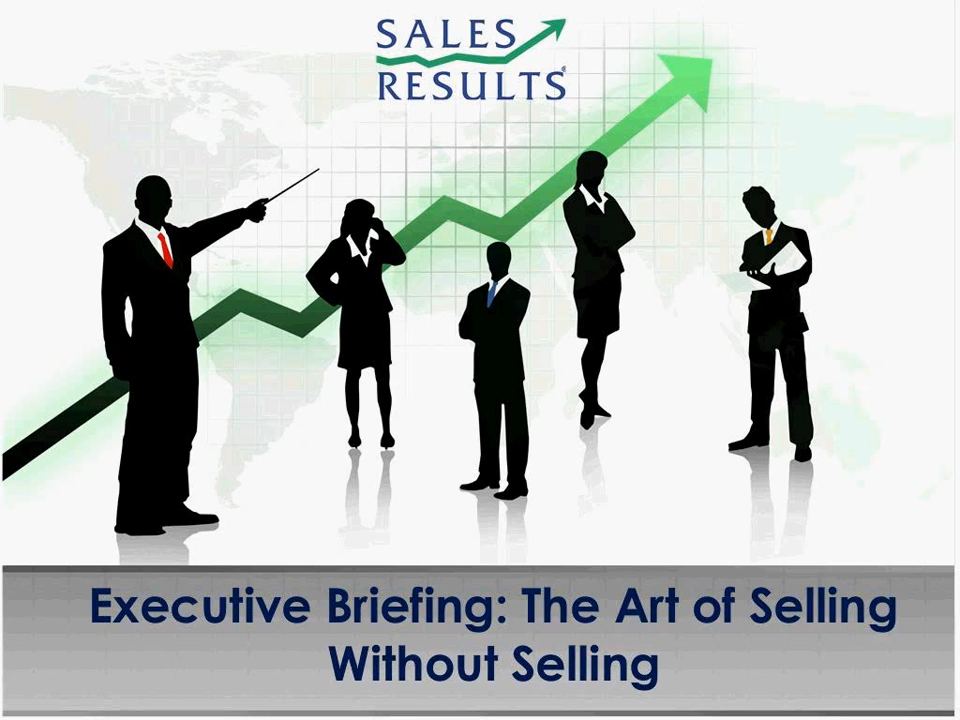 SALES
RESULTS®
Executive Briefing: The Art of Selling
Without Selling